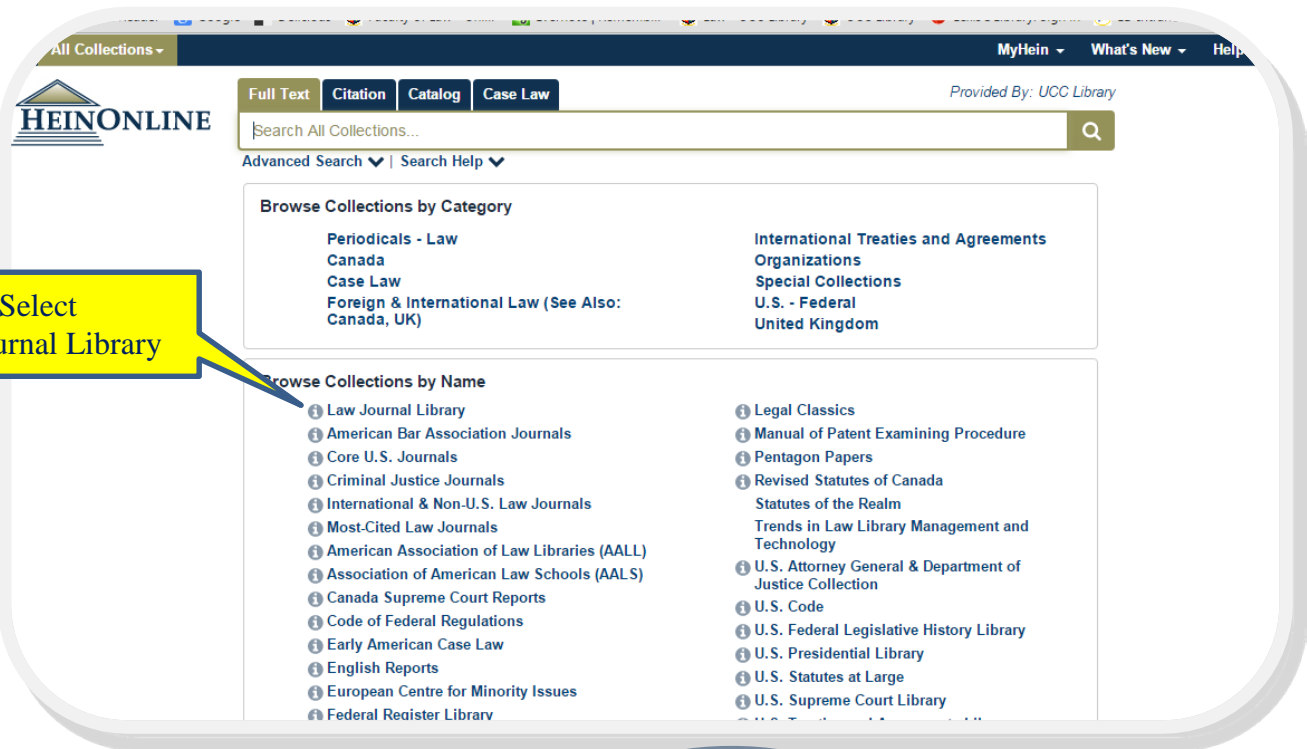 All Collections
MyHein What's New Help
HEINONLINE
Full Text Citation Catalog Case Law
Provided By: UCC Library
Search All Collections...
Advanced Search | Search Help
Browse Collections by Category
Periodicals - Law
Canada
Case Law
Foreign & International Law (See Also:
Canada, UK)
International Treaties and Agreements
Organizations
Special Collections
U.S. - Federal
United Kingdom
Select
urnal Library
Browse Collections by Name
Law Journal Library
American Bar Association Journals
Core U.S. Journals
Criminal Justice Journals
International & Non-U.S. Law Journals
Most-Cited Law Journals
American Association of Law Libraries (AALL)
Association of American Law Schools (AALS)
Canada Supreme Court Reports
Code of Federal Regulations
Early American Case Law
English Reports
European Centre for Minority Issues
Federal Register Library
Legal Classics
Manual of Patent Examining Procedure
Pentagon Papers
Revised Statutes of Canada
Statutes of the Realm
Trends in Law Library Management and
Technology
U.S. Attorney General & Department of
Justice Collection
U.S. Code
U.S. Federal Legislative History Library
U.S. Presidential Library
U.S. Statutes at Large
U.S. Supreme Court Library